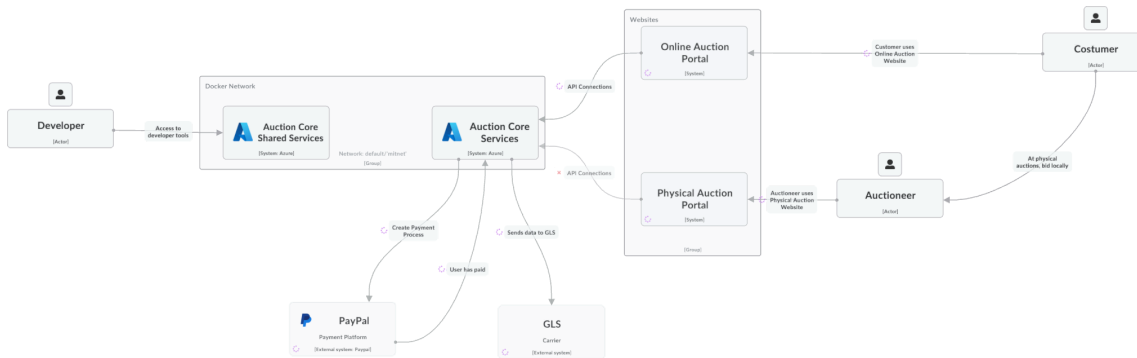 Websites
Online Auction
Portal
[System]
Customer uses
Online Auction
Website
Costumer
[Actor]
Docker Network
API Connections
Developer
[Actor]
Access to
developer tools
Auction Core
Shared Services
[System: Azure]
Auction Core
Services
[System: Azure]
Network: default/
[Group]
API Connections
At physical
auctions, bid locally
Physical Auction
Portal
[System]
Auctioneer uses
Physical Auction
Website
Auctioneer
[Actor]
[Group]
Create Payment
Process
Sends data to GLS
User has paid
PayPal
Payment Platform
[External system: Paypal]
GLS
Carrier
[External system]